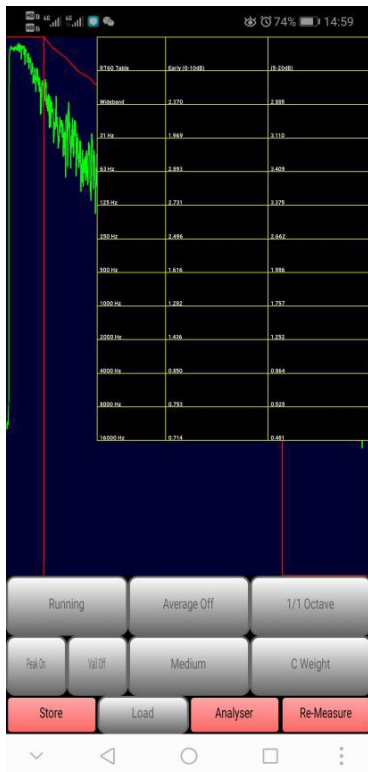 74% 14:59
RT60 Table Early (0-10dB) (5-20dB)
Wideband 2.370 2.885
31 Hz 1.969 3.110
63 Hz 2.893 3.409
125 Hz 2.731 3.375
250 Hz 2.496 2.662
500 Hz 1.616 1.986
1000 Hz 1.282 1.757
2000 Hz 1.436 1.252
4000 Hz 0.850 0.864
8000 Hz 0.753 0.525
16000 Hz 0.714 0.481
Running Average Off 1/1 Octave
Peak On Vall Off Medium C Weight
Store Load Analyser Re-Measure